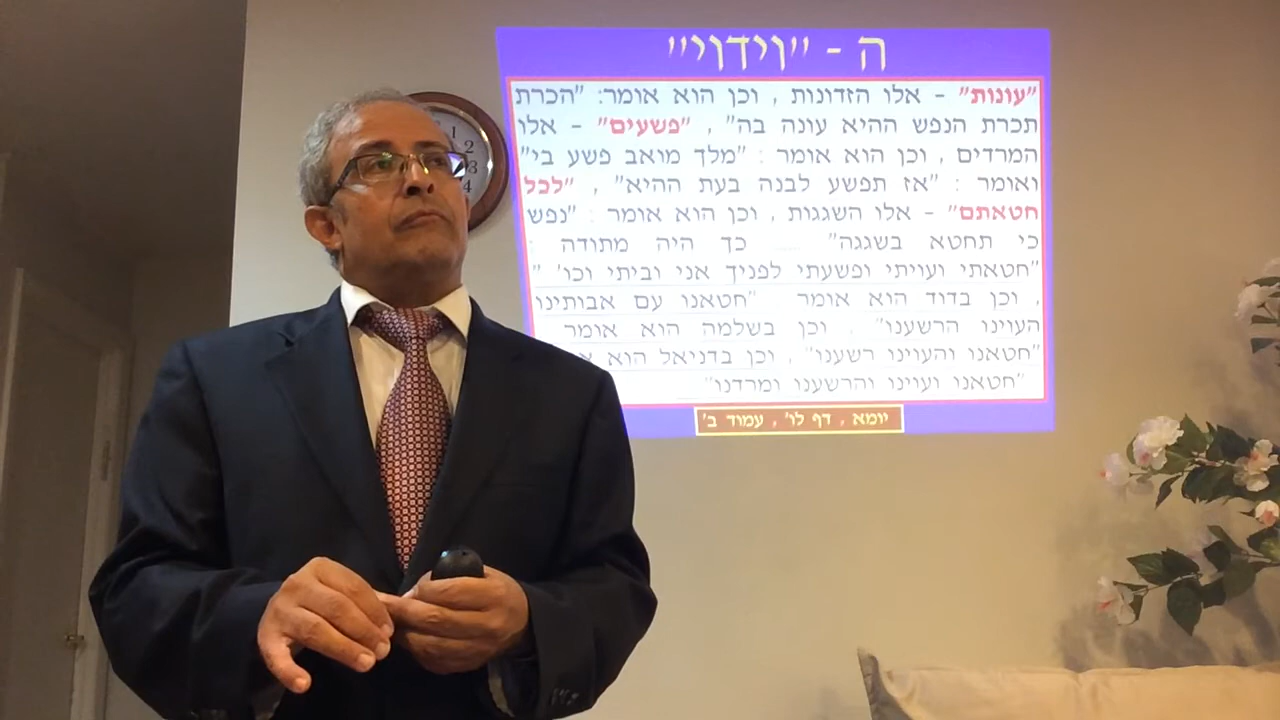 ה - "וידוי"
"עונות" - אלו הזדונות , וכן הוא אומר: "הכרת
תכרת הנפש ההיא עונה בה" , "פשעים" - אלו
המרדים , וכן הוא אומר : "מלך מואב פשע בי"
ואומר : "אז תפשע לבנה בעת ההיא" , "לכל
חטאתם" - אלו השגגות , וכן הוא אומר : "נפש
כי תחטא בשגגה" ..... כך היה מתודה :
"חטאתי ועויתי ופשעתי לפניך אני וביתי וכו' "
, וכן בדוד הוא אומר "חטאנו עם אבותינו
העוינו הרשענו" , וכן בשלמה הוא אומר
"חטאנו והעוינו רשענו" , וכן בדניאל הוא
"חטאנו ועוינו והרשענו ומרדנו"
יומא , דף לו' , עמוד ב'
1
2
3
4